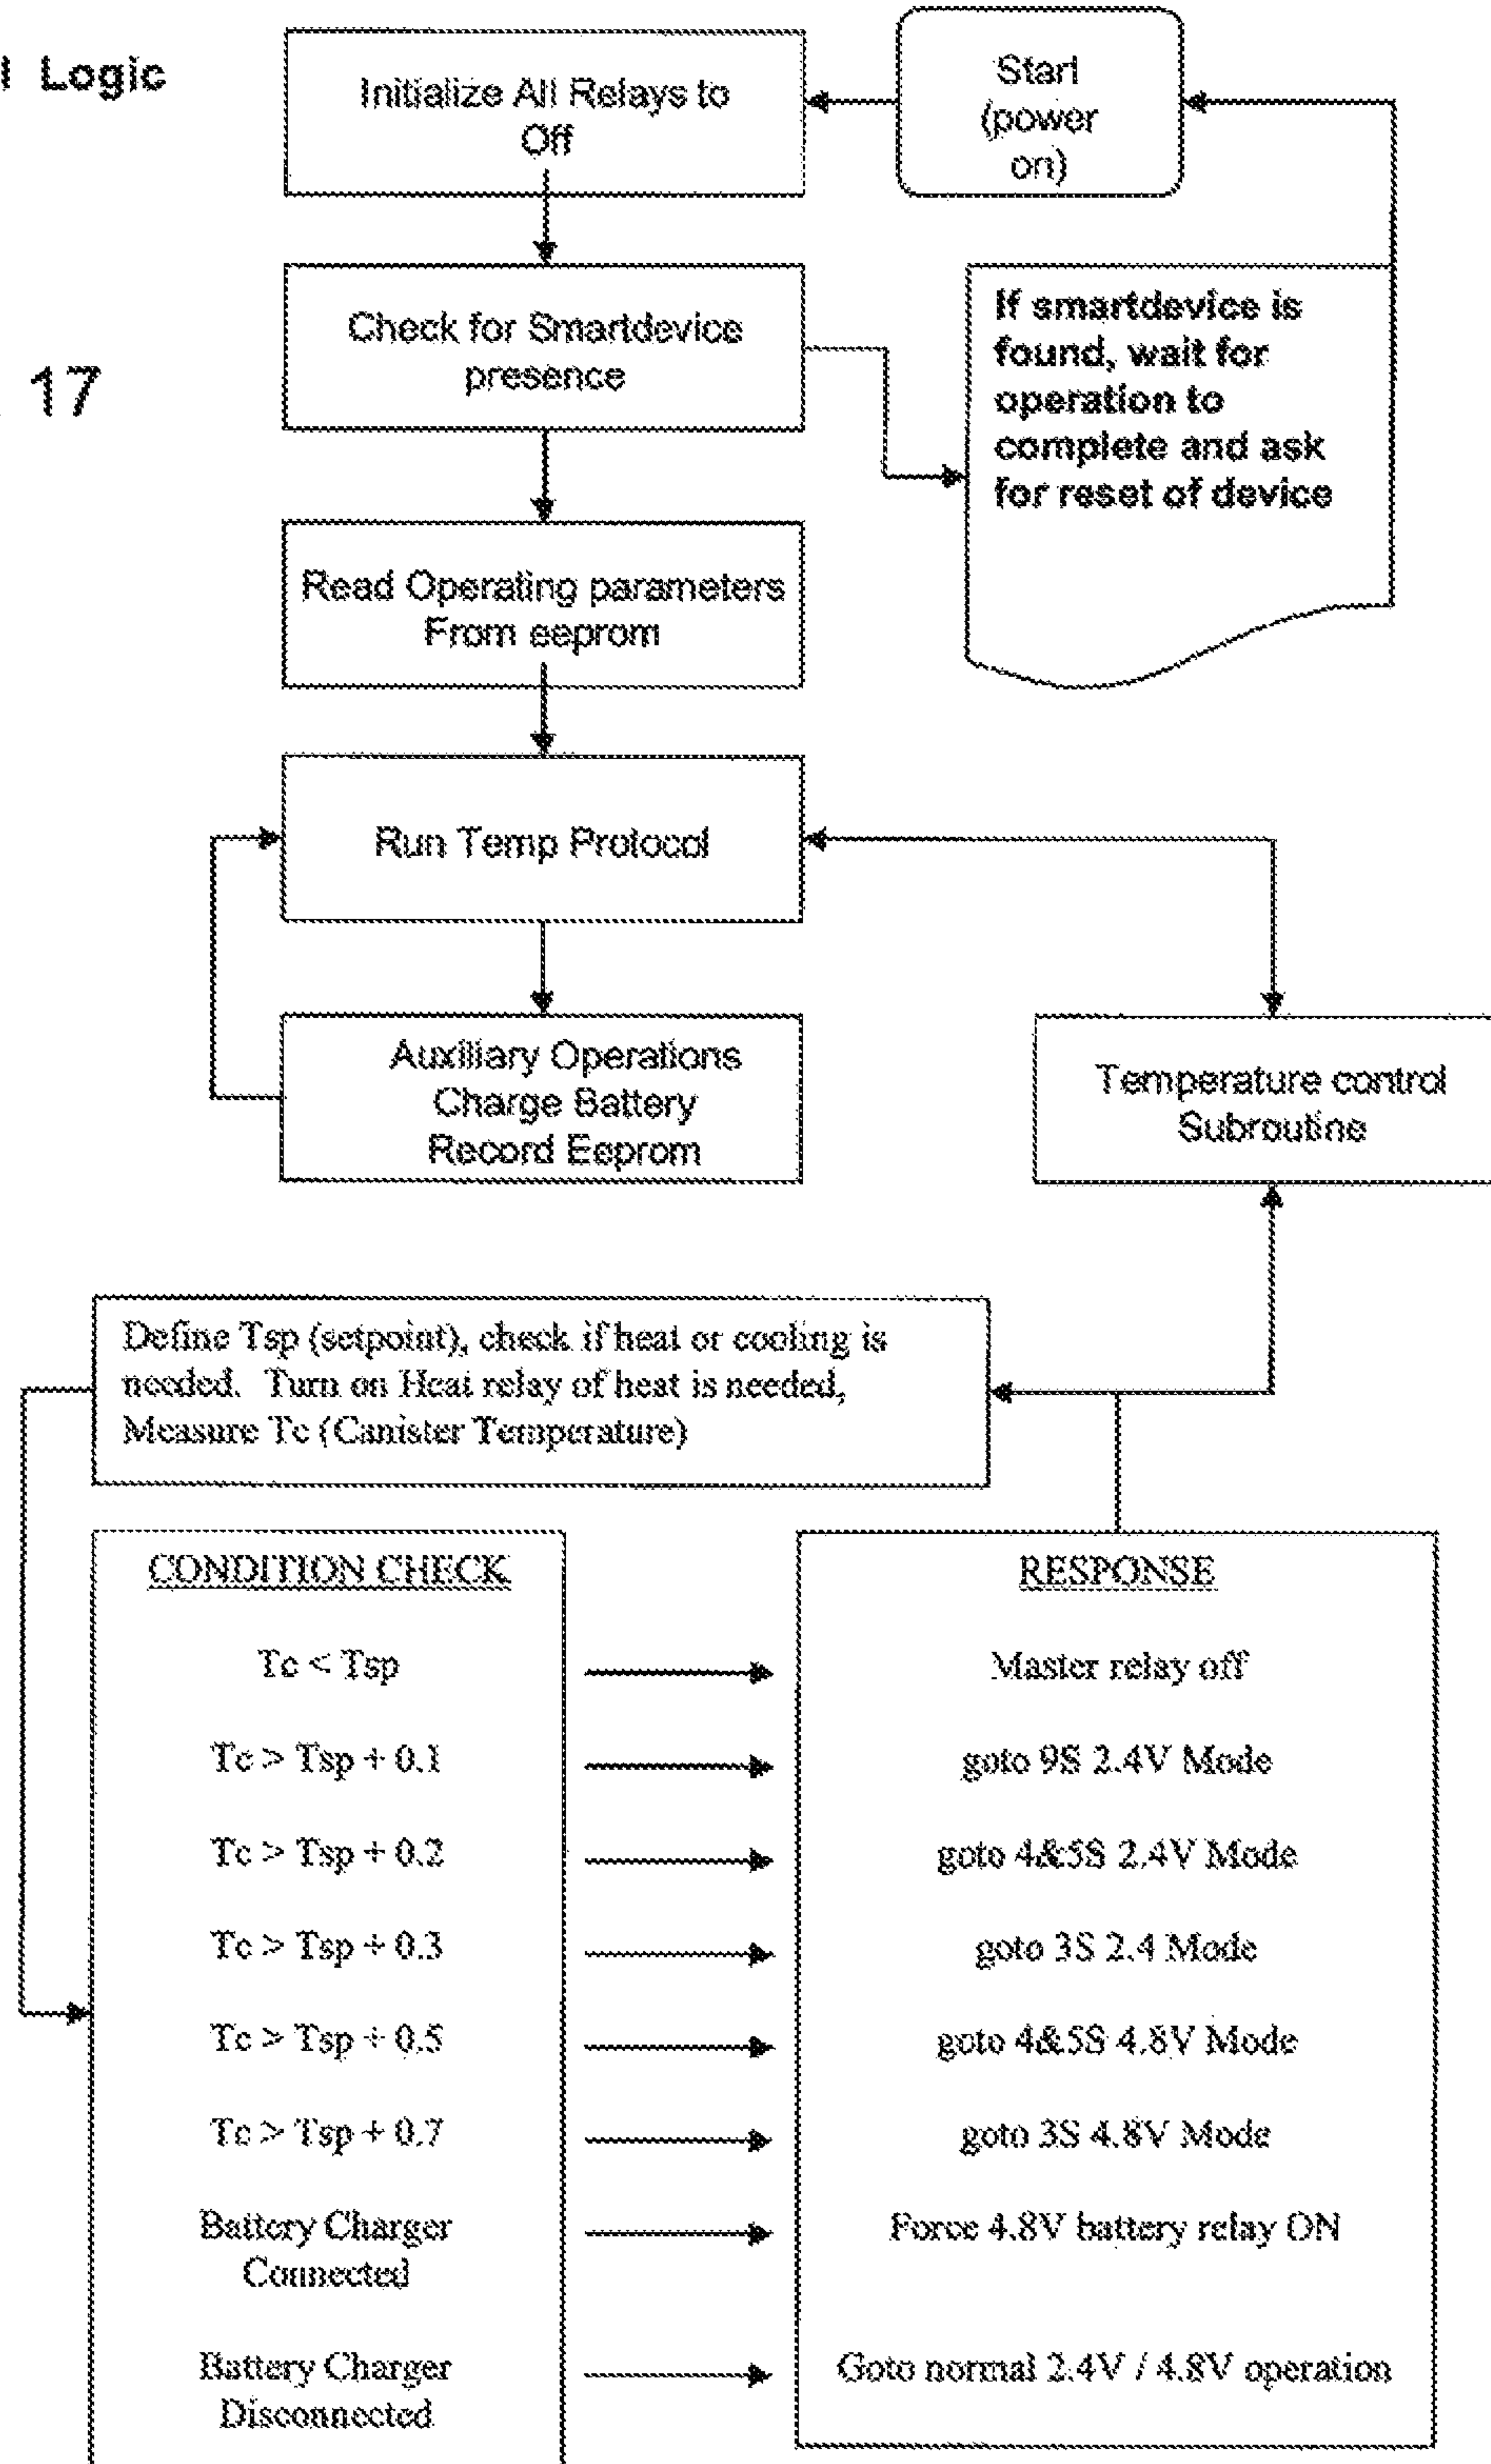 Logic
17
Initialize All Relays to
Off
Start
(power
on)
Check for Smartdevice
presence
If smartdevice is
found, wait for
operation to
complete and ask
for reset of device
Read Operating parameters
From eeprom
Run Temp Protocol
Auxiliary Operations
Charge Battery
Record Eeprom
Temperature control
Subroutine
Define Tsp (setpoint), check if heat or cooling is
needed. Turn on Heat relay of heat is needed,
Measure Tc (Canister Temperature)
CONDITION CHECK
RESPONSE
Tc < Tsp
Master relay off
Tc > Tsp + 0.1
goto 9S 2.4V Mode
Tc > Tsp + 0.2
goto 4&5S 2.4V Mode
Tc > Tsp + 0.3
goto 3S 2.4 Mode
Tc > Tsp + 0.5
goto 4&5S 4.8V Mode
Tc > Tsp + 0.7
goto 3S 4.8V Mode
Battery Charger
Connected
Force 4.8V battery relay ON
Battery Charger
Disconnected
Goto normal 2.4V / 4.8V operation